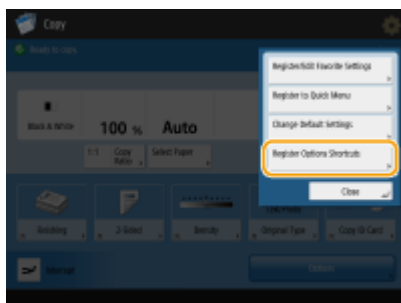 Copy
Ready to copy.
Register/Edit Favorite Settings
Register to Quick Menu
Change Default Settings
Register Options Shortcuts
Close
Black & White
100 %
Auto
1:1
Copy Ratio
Select Paper
Finishing
2-Sided
Density
Original Type
Copy ID Card
Interrupt
Options